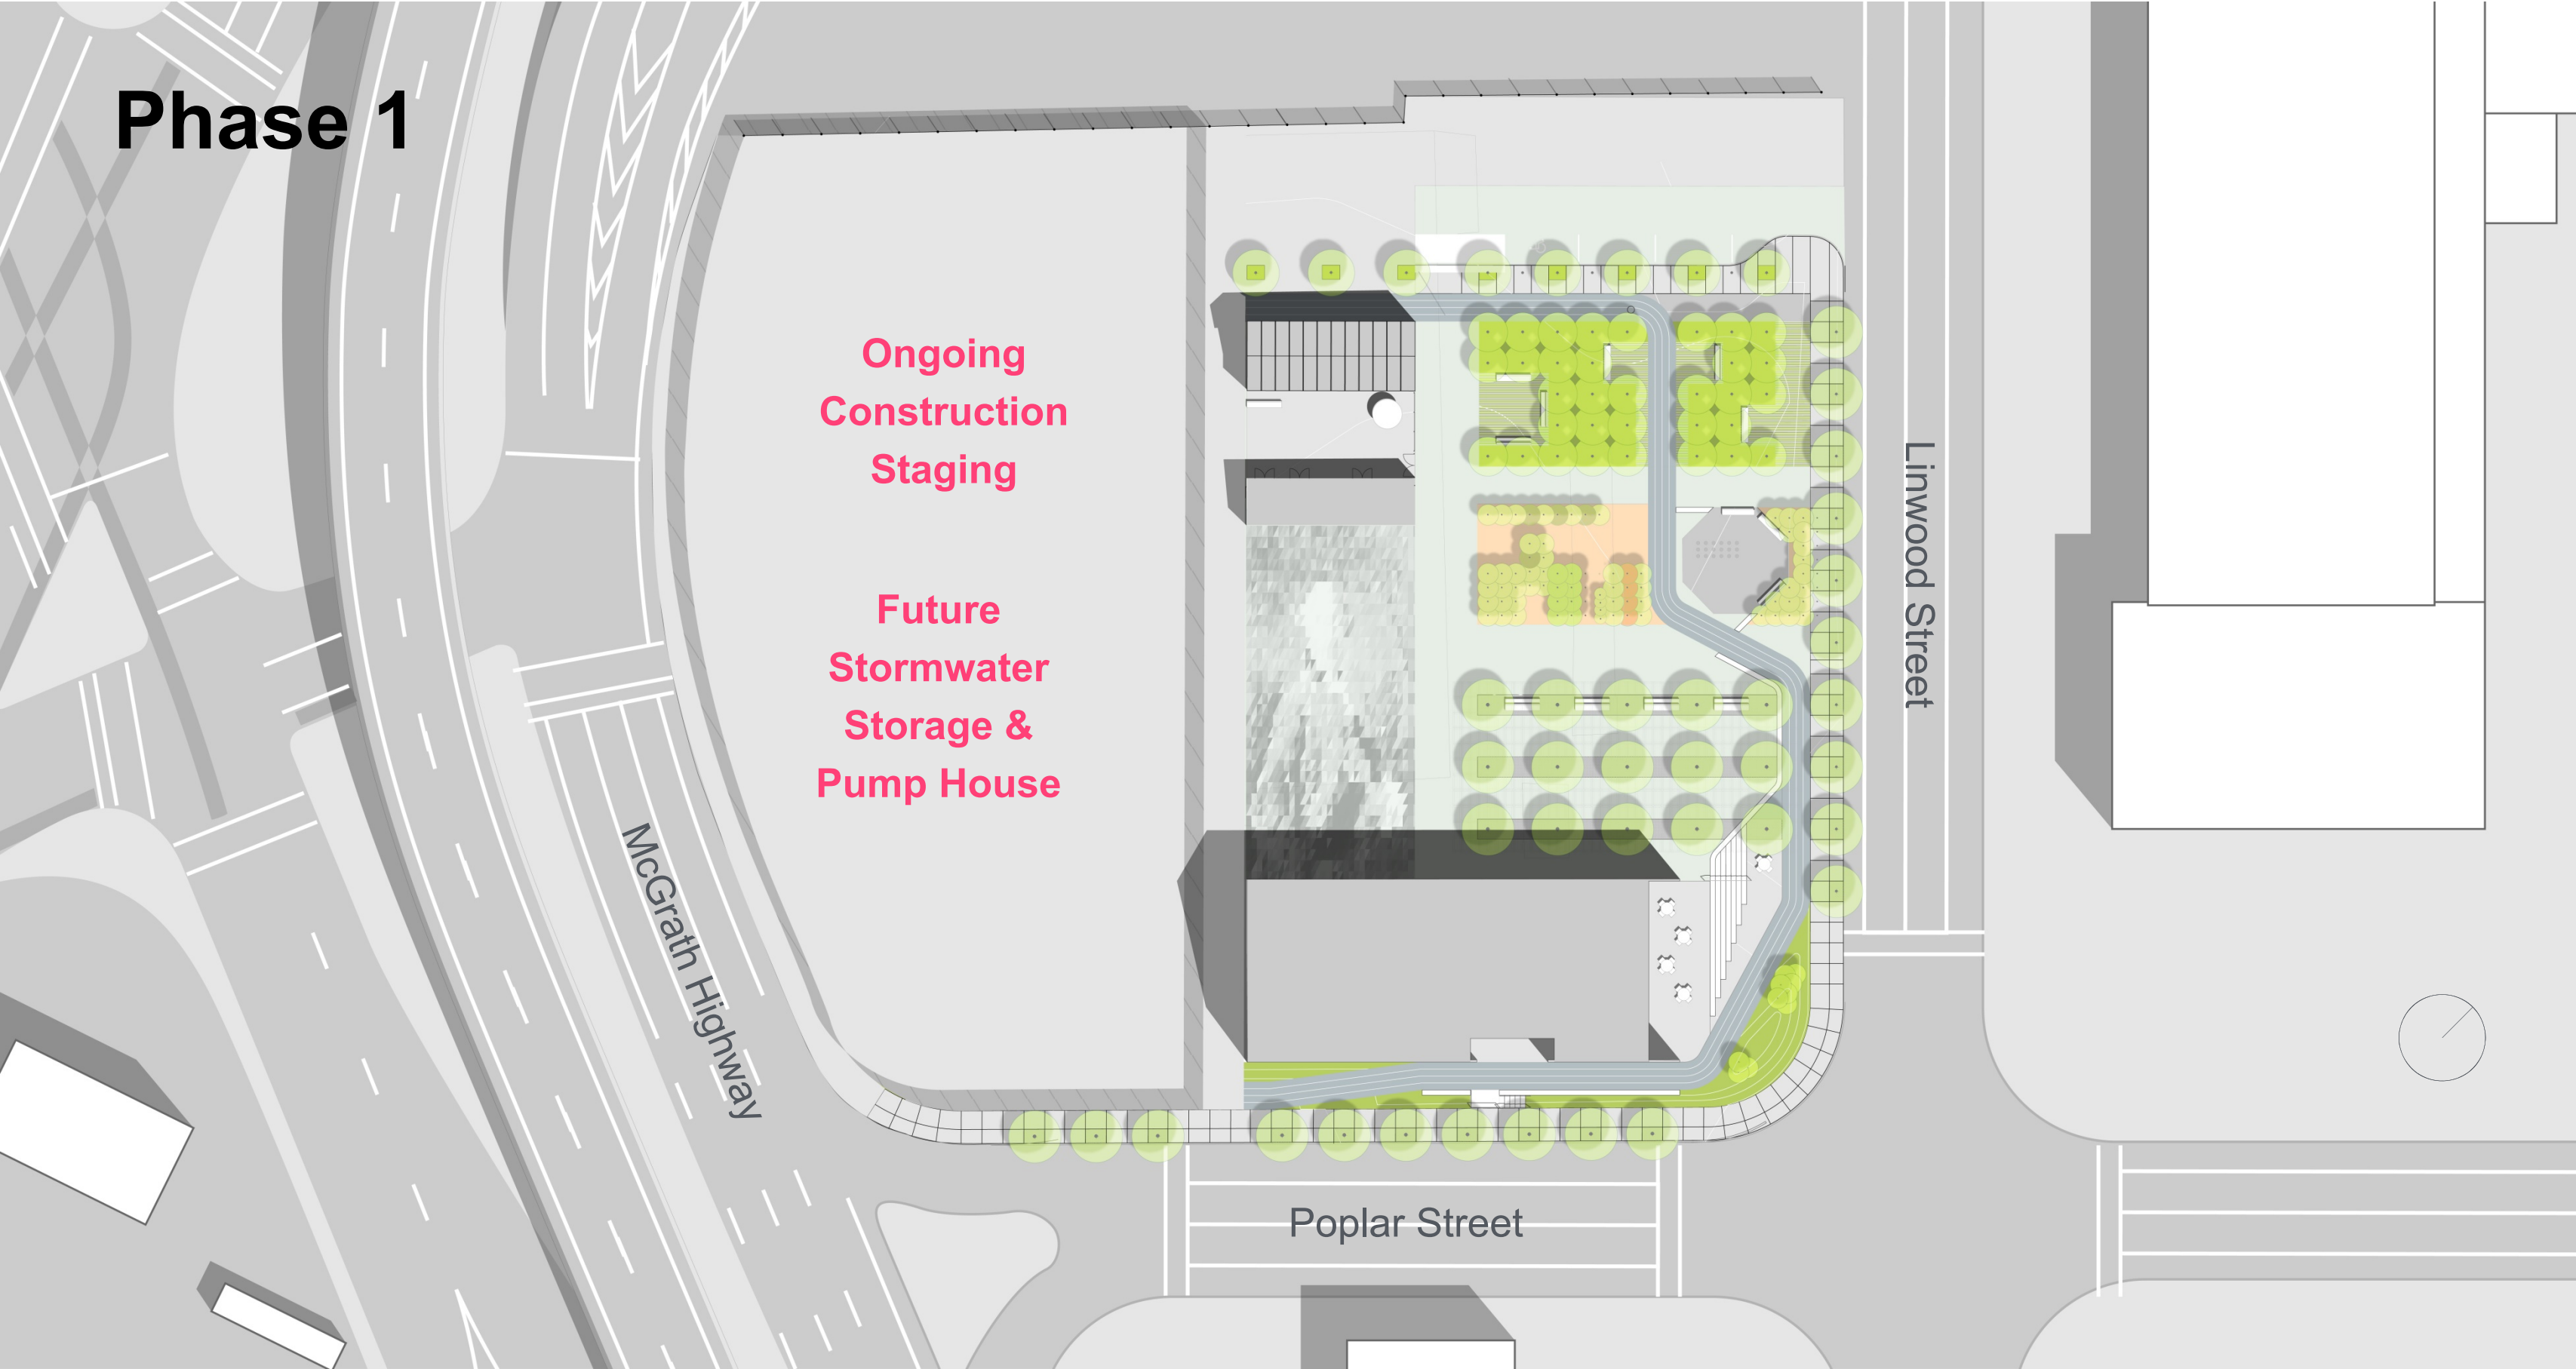 Phase 1
Ongoing
Construction
Staging
Future
Stormwater
Storage &
Pump House
Linwood Street
McGrath Highway
Poplar Street